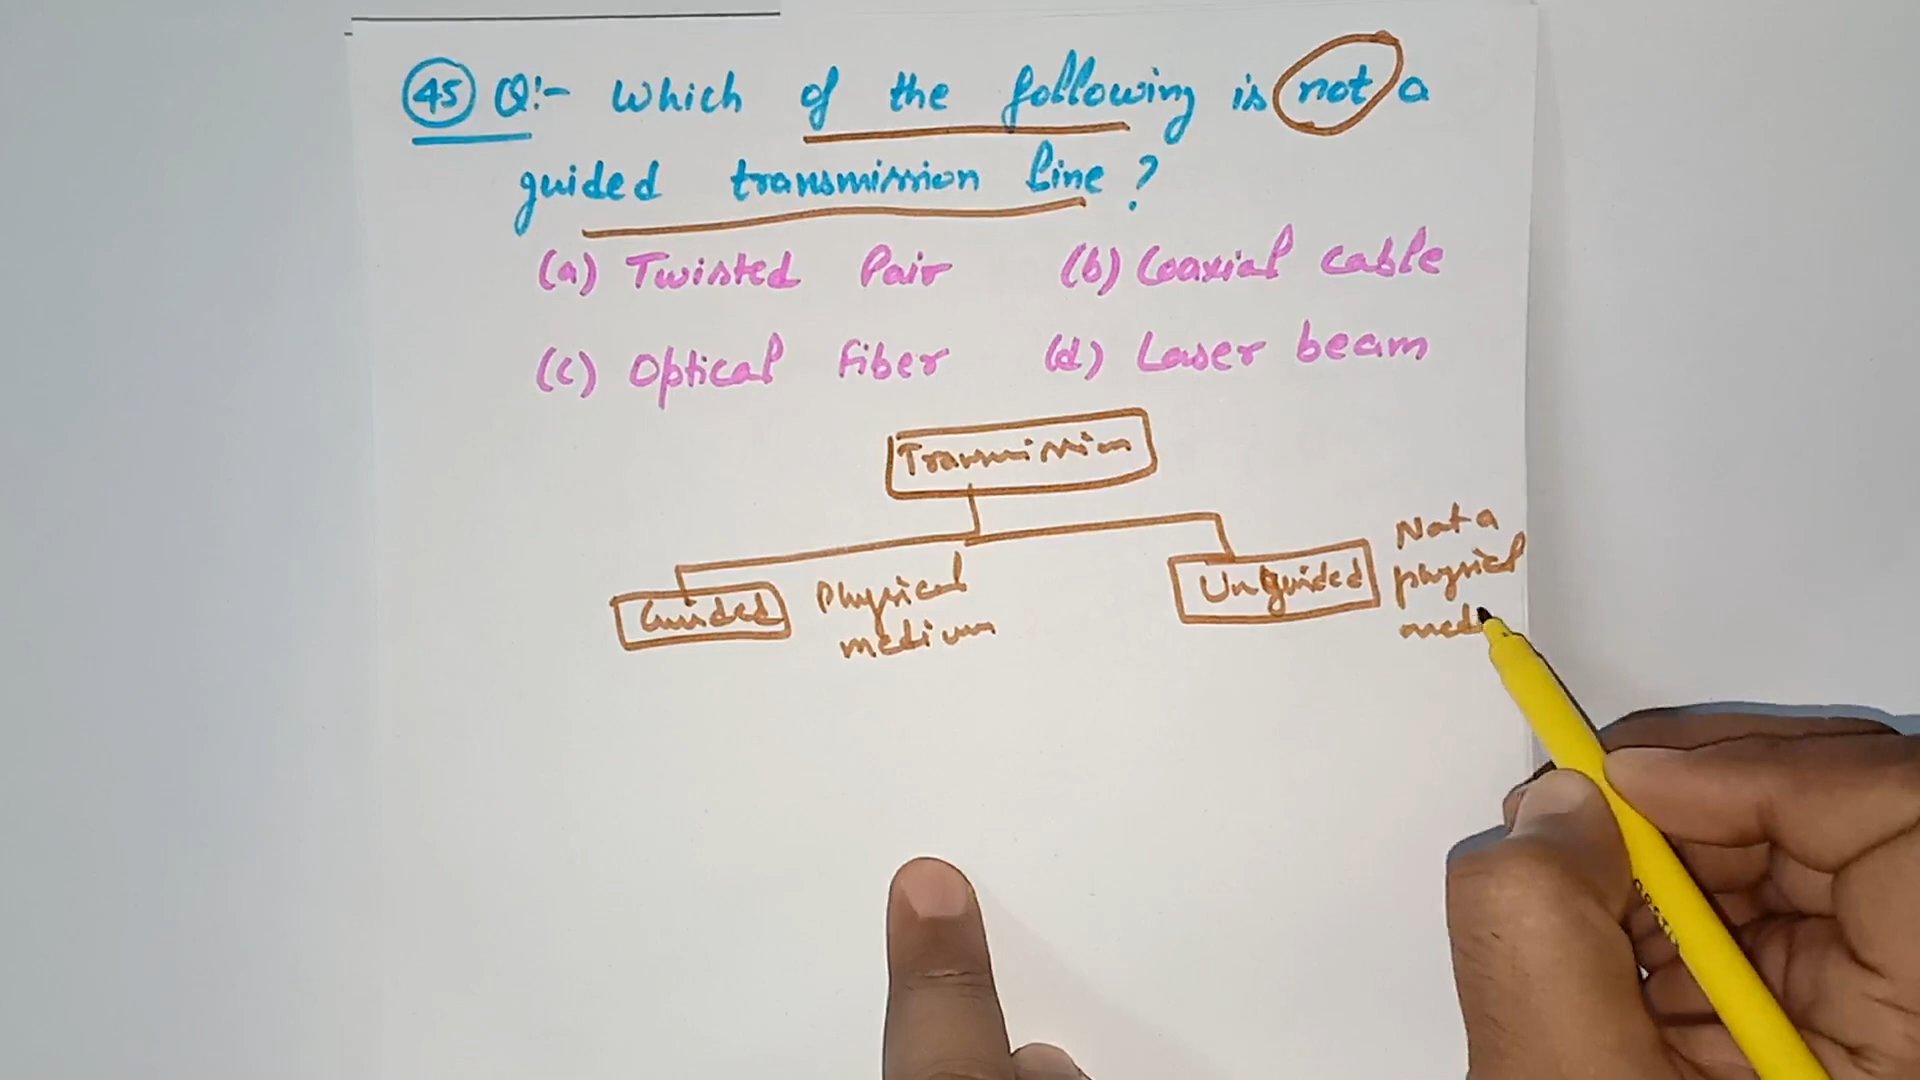 45 Q:- Which of the following is not a
guided transmission line?
(a) Twisted Pair (b) Coaxial cable
(c) Optical Fiber (d) Laser beam
Transmission
Guided Physical medium
Unguided Not a physical med